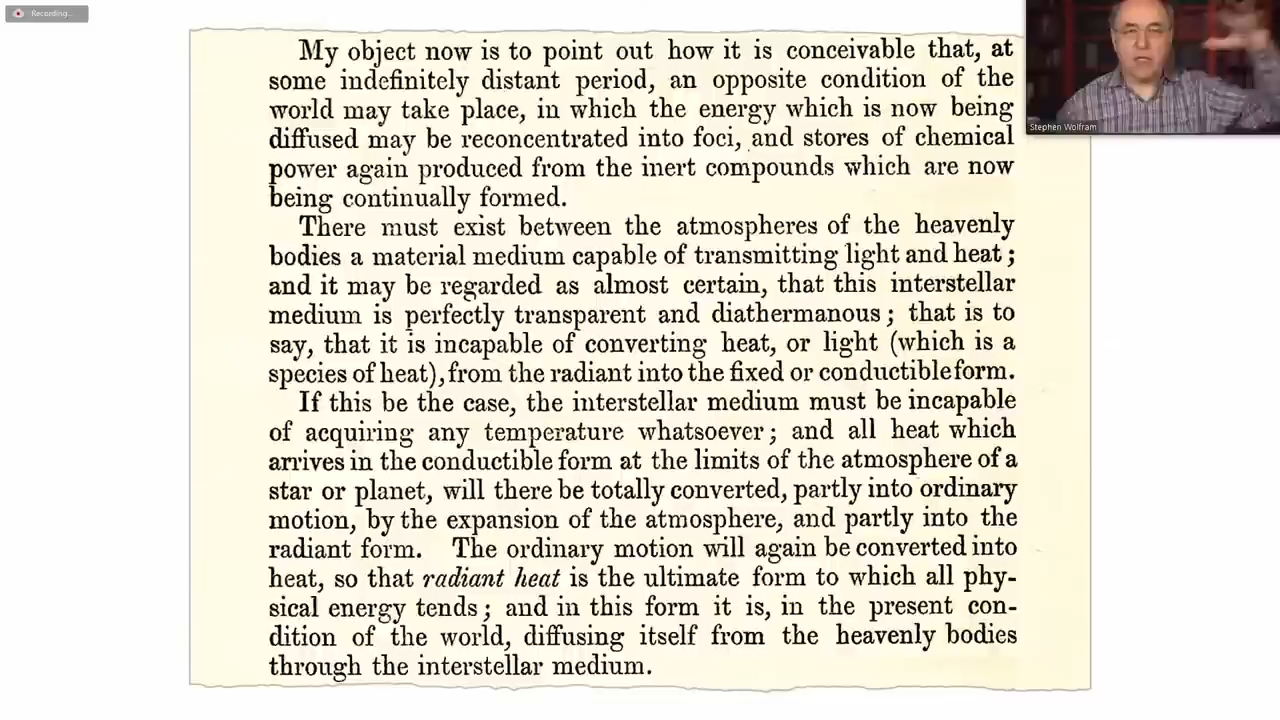 Recording...
My object now is to point out how it is conceivable that, at
some indefinitely distant period, an opposite condition of the
world may take place, in which the energy which is now being
diffused may be reconcentrated into foci, and stores of chemical
power again produced from the inert compounds which are now
being continually formed.
There must exist between the atmospheres of the heavenly
bodies a material medium capable of transmitting light and heat;
and it may be regarded as almost certain, that this interstellar
medium is perfectly transparent and diathermanous; that is to
say, that it is incapable of converting heat, or light (which is a
species of heat), from the radiant into the fixed or conductible form.
If this be the case, the interstellar medium must be incapable
of acquiring any temperature whatsoever; and all heat which
arrives in the conductible form at the limits of the atmosphere of a
star or planet, will there be totally converted, partly into ordinary
motion, by the expansion of the atmosphere, and partly into the
radiant form. The ordinary motion will again be converted into
heat, so that radiant heat is the ultimate form to which all phy-
sical energy tends; and in this form it is, in the present con-
dition of the world, diffusing itself from the heavenly bodies
through the interstellar medium.
Stephen Wolfram